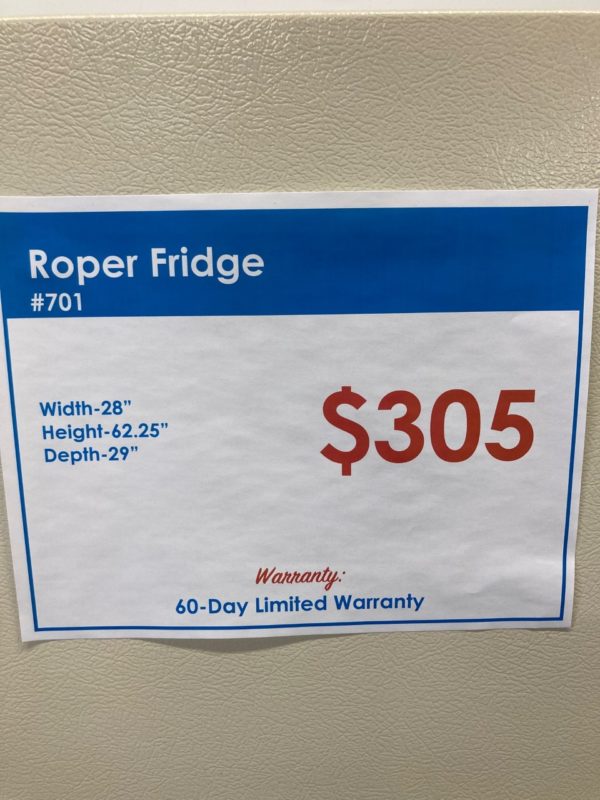 Roper Fridge
#701
Width-28”
Height-62.25”
Depth-29”
$305
Warranty:
60-Day Limited Warranty